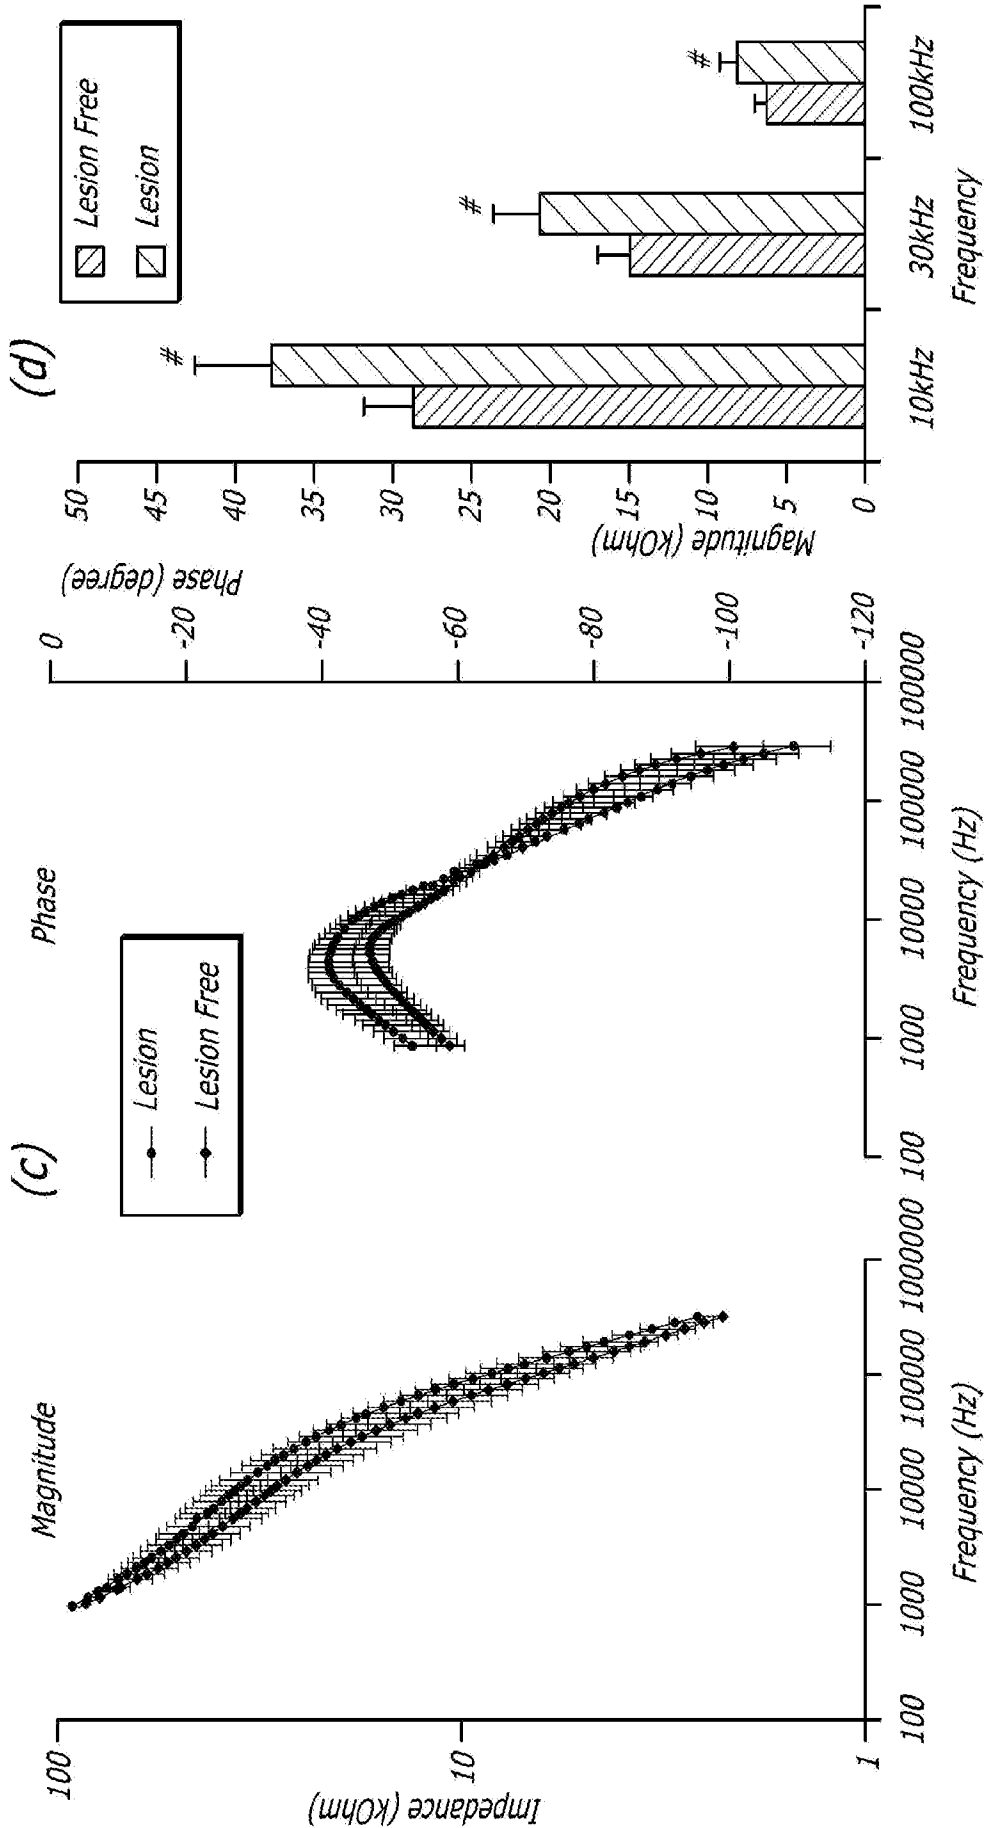 (c)
Magnitude
Phase
Lesion
Lesion Free
100
10
1
Impedance (kOhm)
100
1000
10000
100000
1000000
Frequency (Hz)
0
-20
-40
-60
-80
-100
-120
Phase (degree)
100
1000
10000
100000
100000
Frequency (Hz)
(d)
Lesion Free
Lesion
50
45
40
35
30
25
20
15
10
5
0
Magnitude (kOhm)
#
#
#
10kHz
30kHz
100kHz
Frequency